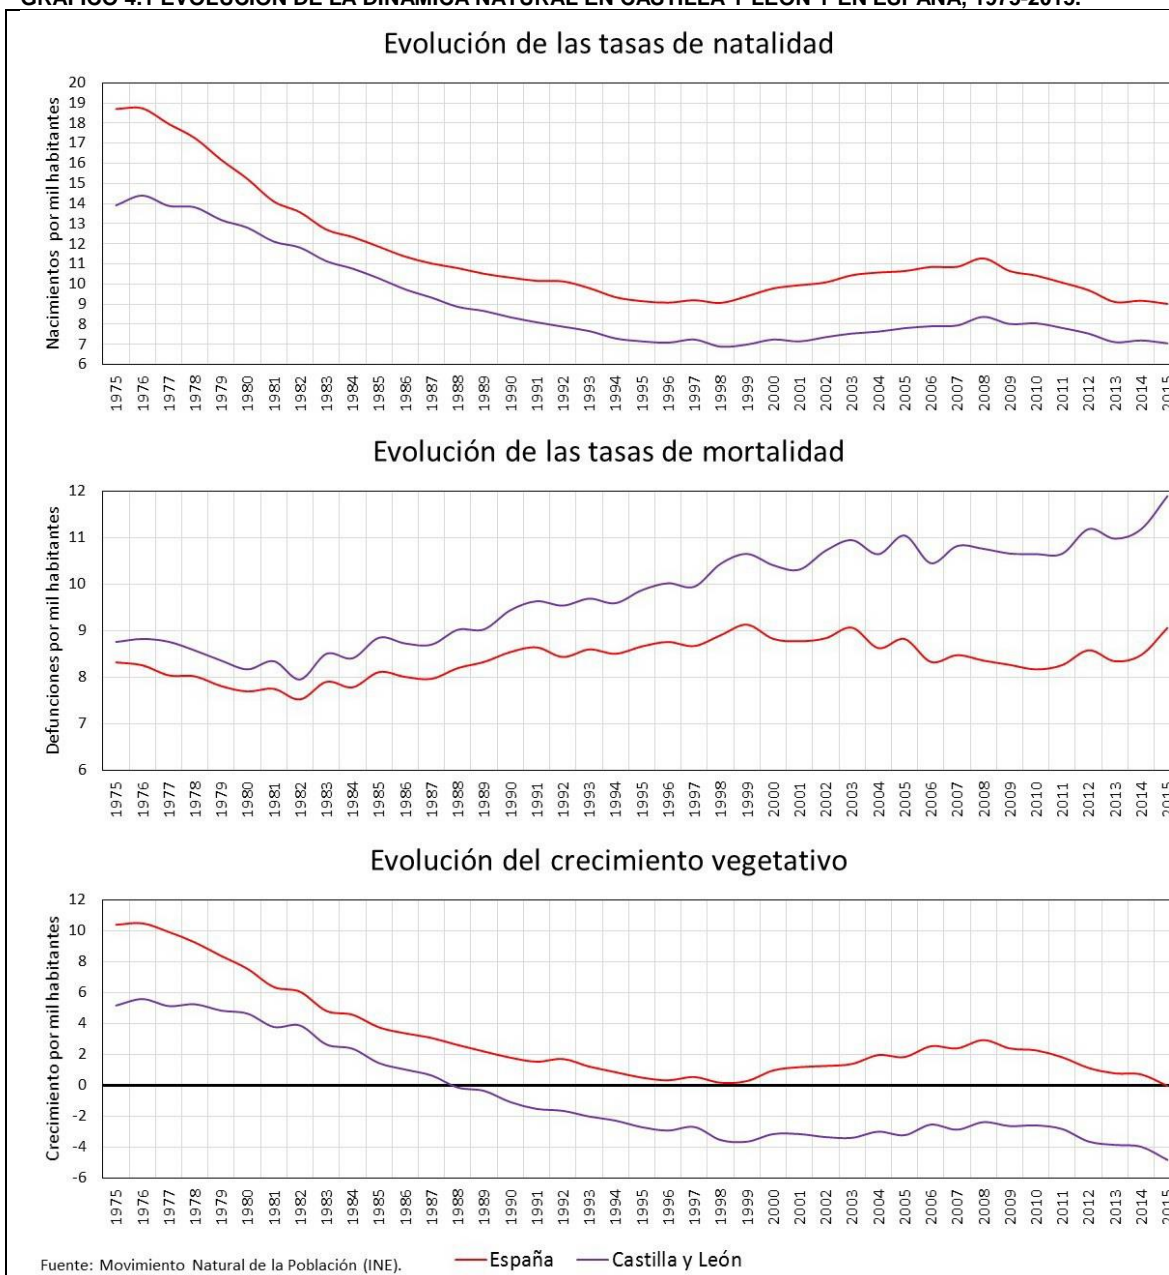 GRÁFICO 4.1 EVOLUCIÓN DE LA DINÁMICA NATURAL EN CASTILLA Y LEÓN Y EN ESPAÑA, 1975-2015.
Evolución de las tasas de natalidad
Nacimientos por mil habitantes
20
19
18
17
16
15
14
13
12
11
10
9
8
7
6
1975 1976 1977 1978 1979 1980 1981 1982 1983 1984 1985 1986 1987 1988 1989 1990 1991 1992 1993 1994 1995 1996 1997 1998 1999 2000 2001 2002 2003 2004 2005 2006 2007 2008 2009 2010 2011 2012 2013 2014 2015
Evolución de las tasas de mortalidad
Defunciones por mil habitantes
12
11
10
9
8
7
6
1975 1976 1977 1978 1979 1980 1981 1982 1983 1984 1985 1986 1987 1988 1989 1990 1991 1992 1993 1994 1995 1996 1997 1998 1999 2000 2001 2002 2003 2004 2005 2006 2007 2008 2009 2010 2011 2012 2013 2014 2015
Evolución del crecimiento vegetativo
Crecimiento por mil habitantes
12
10
8
6
4
2
0
-2
-4
-6
1975 1976 1977 1978 1979 1980 1981 1982 1983 1984 1985 1986 1987 1988 1989 1990 1991 1992 1993 1994 1995 1996 1997 1998 1999 2000 2001 2002 2003 2004 2005 2006 2007 2008 2009 2010 2011 2012 2013 2014 2015
Fuente: Movimiento Natural de la Población (INE). España Castilla y León